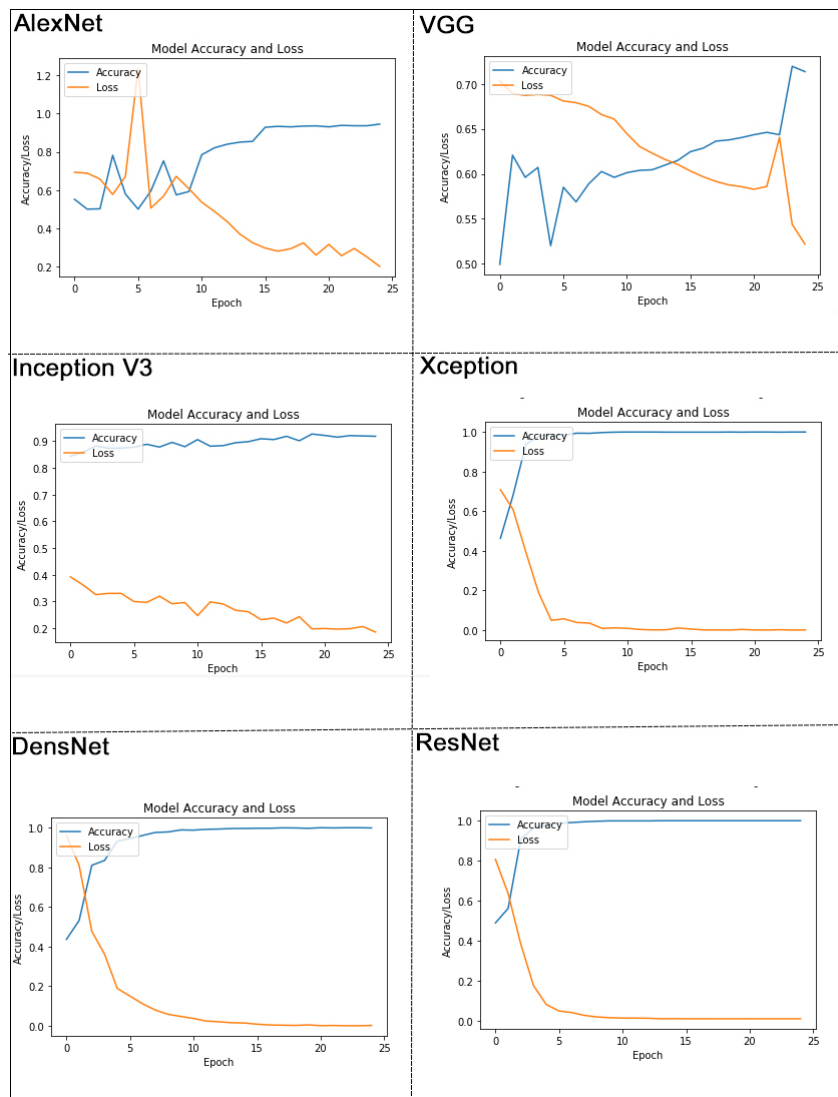 AlexNet
Model Accuracy and Loss
Accuracy
Loss
Accuracy/Loss
1.2
1.0
0.8
0.6
0.4
0.2
0 5 10 15 20 25
Epoch
VGG
Model Accuracy and Loss
Accuracy
Loss
Accuracy/Loss
0.70
0.65
0.60
0.55
0.50
0 5 10 15 20 25
Epoch
Inception V3
Model Accuracy and Loss
Accuracy
Loss
Accuracy/Loss
0.9
0.8
0.7
0.6
0.5
0.4
0.3
0.2
0 5 10 15 20 25
Epoch
Xception
Model Accuracy and Loss
Accuracy
Loss
Accuracy/Loss
1.0
0.8
0.6
0.4
0.2
0.0
0 5 10 15 20 25
Epoch
DensNet
Model Accuracy and Loss
Accuracy
Loss
Accuracy/Loss
1.0
0.8
0.6
0.4
0.2
0.0
0 5 10 15 20 25
Epoch
ResNet
Model Accuracy and Loss
Accuracy
Loss
Accuracy/Loss
1.0
0.8
0.6
0.4
0.2
0.0
0 5 10 15 20 25
Epoch